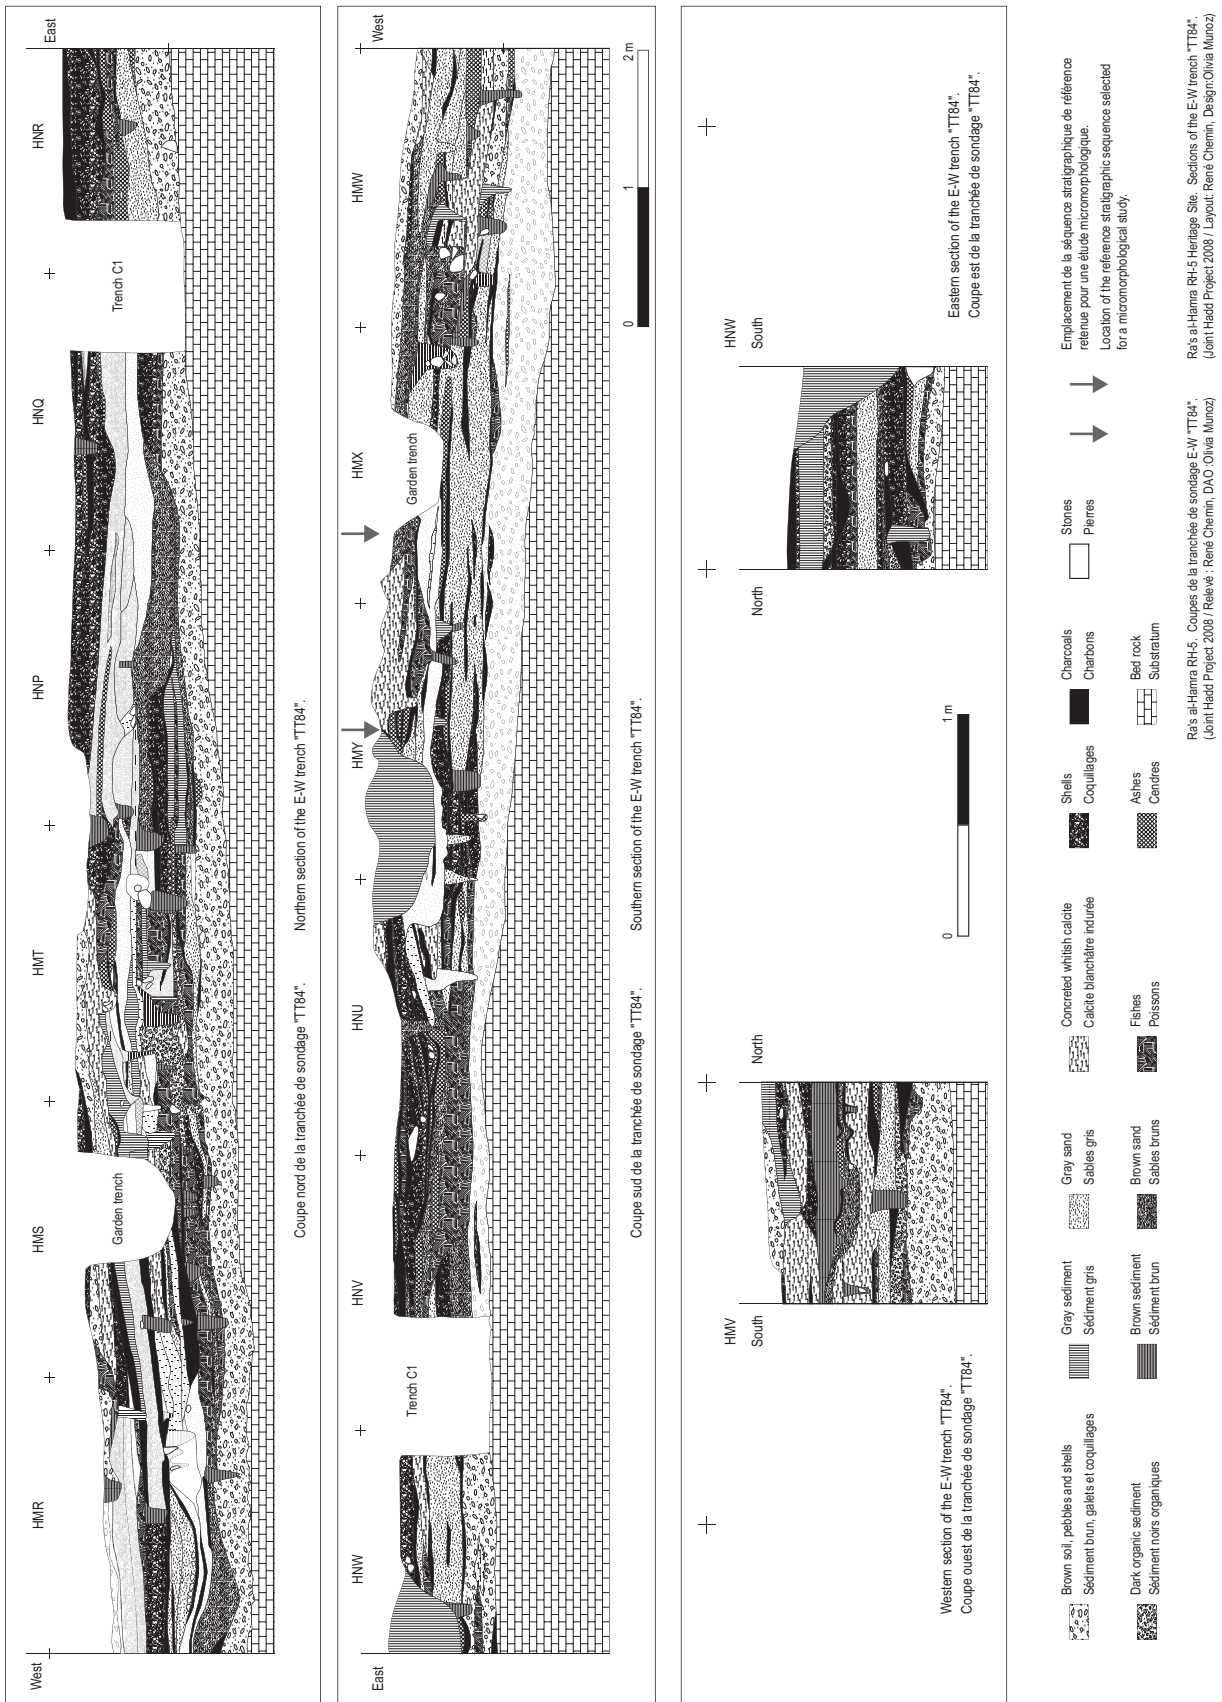 West
HMR
HMS
HMT
HNP
HNQ
HNR
East
Garden trench
Trench C1
Coupe nord de la tranchée de sondage "TT84".
Northern section of the E-W trench "TT84".
East
HNW
HNV
HNU
HMY
HMX
HMW
West
Trench C1
Garden trench
0
1
2 m
Coupe sud de la tranchée de sondage "TT84".
Southern section of the E-W trench "TT84".
HMV
South
North
North
HNW
South
Western section of the E-W trench "TT84".
Coupe ouest de la tranchée de sondage "TT84".
0
1 m
Eastern section of the E-W trench "TT84".
Coupe est de la tranchée de sondage "TT84".
Brown soil, pebbles and shells
Sédiment brun, galets et coquillages
Gray sediment
Sédiment gris
Gray sand
Sables gris
Concreted whitish calcite
Calcite blanchâtre indurée
Shells
Coquillages
Charcoals
Charbons
Stones
Pierres
Emplacement de la séquence stratigraphique de référence
retenue pour une étude micromorphologique.
Location of the reference stratigraphic sequence selected
for a micromorphological study.
Dark organic sediment
Sédiment noirs organiques
Brown sediment
Sédiment brun
Brown sand
Sables bruns
Fishes
Poissons
Ashes
Cendres
Bed rock
Substratum
Ra's al-Hamra RH-5. Coupes de la tranchée de sondage E-W "TT84".
(Joint Hadd Project 2008 / Relevé : René Chemin, DAO :Olivia Munoz)
Ra's al-Hamra RH-5 Heritage Site. Sections of the E-W trench "TT84".
(Joint Hadd Project 2008 / Layout: René Chemin, Design:Olivia Munoz)